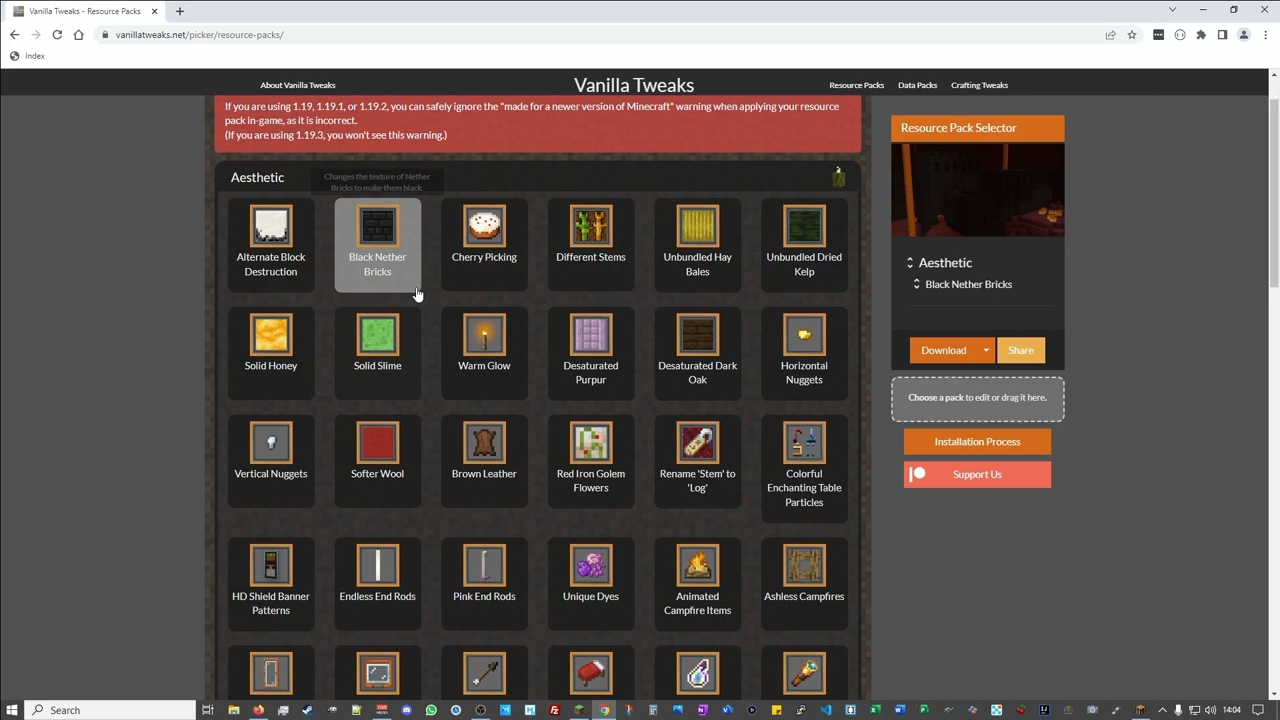 Vanilla Tweaks - Resource Packs
vanillatweaks.net/picker/resource-packs/
Index
About Vanilla Tweaks
Vanilla Tweaks
Resource Packs
Data Packs
Crafting Tweaks
If you are using 1.19, 1.19.1, or 1.19.2, you can safely ignore the "made for a newer version of Minecraft" warning when applying your resource
pack in-game, as it is incorrect.
(If you are using 1.19.3, you won't see this warning.)
Aesthetic
Changes the texture of Nether
Bricks to make them black.
Alternate Block
Destruction
Black Nether
Bricks
Cherry Picking
Different Stems
Unbundled Hay
Bales
Unbundled Dried
Kelp
Solid Honey
Solid Slime
Warm Glow
Desaturated
Purpur
Desaturated Dark
Oak
Horizontal
Nuggets
Vertical Nuggets
Softer Wool
Brown Leather
Red Iron Golem
Flowers
Rename 'Stem' to
'Log'
Colorful
Enchanting Table
Particles
HD Shield Banner
Patterns
Endless End Rods
Pink End Rods
Unique Dyes
Animated
Campfire Items
Ashless Campfires
Resource Pack Selector
Aesthetic
Black Nether Bricks
Download
Share
Choose a pack to edit or drag it here.
Installation Process
Support Us
Search
14:04